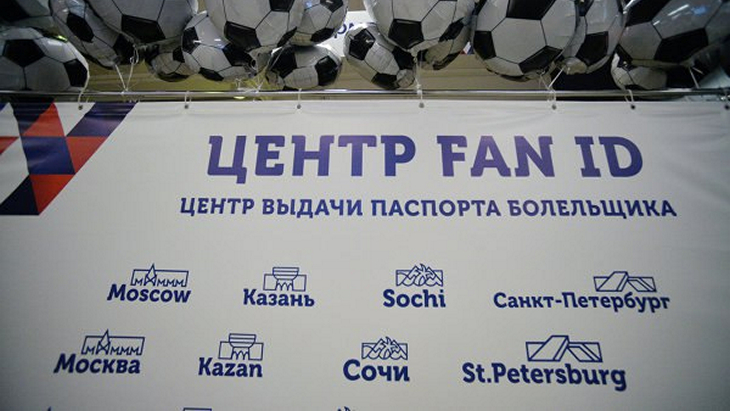 ЦЕНТР FAN ID
ЦЕНТР ВЫДАЧИ ПАСПОРТА БОЛЕЛЬЩИКА
Moscow Казань Sochi Санкт-Петербург
Москва Kazan Сочи St.Petersburg